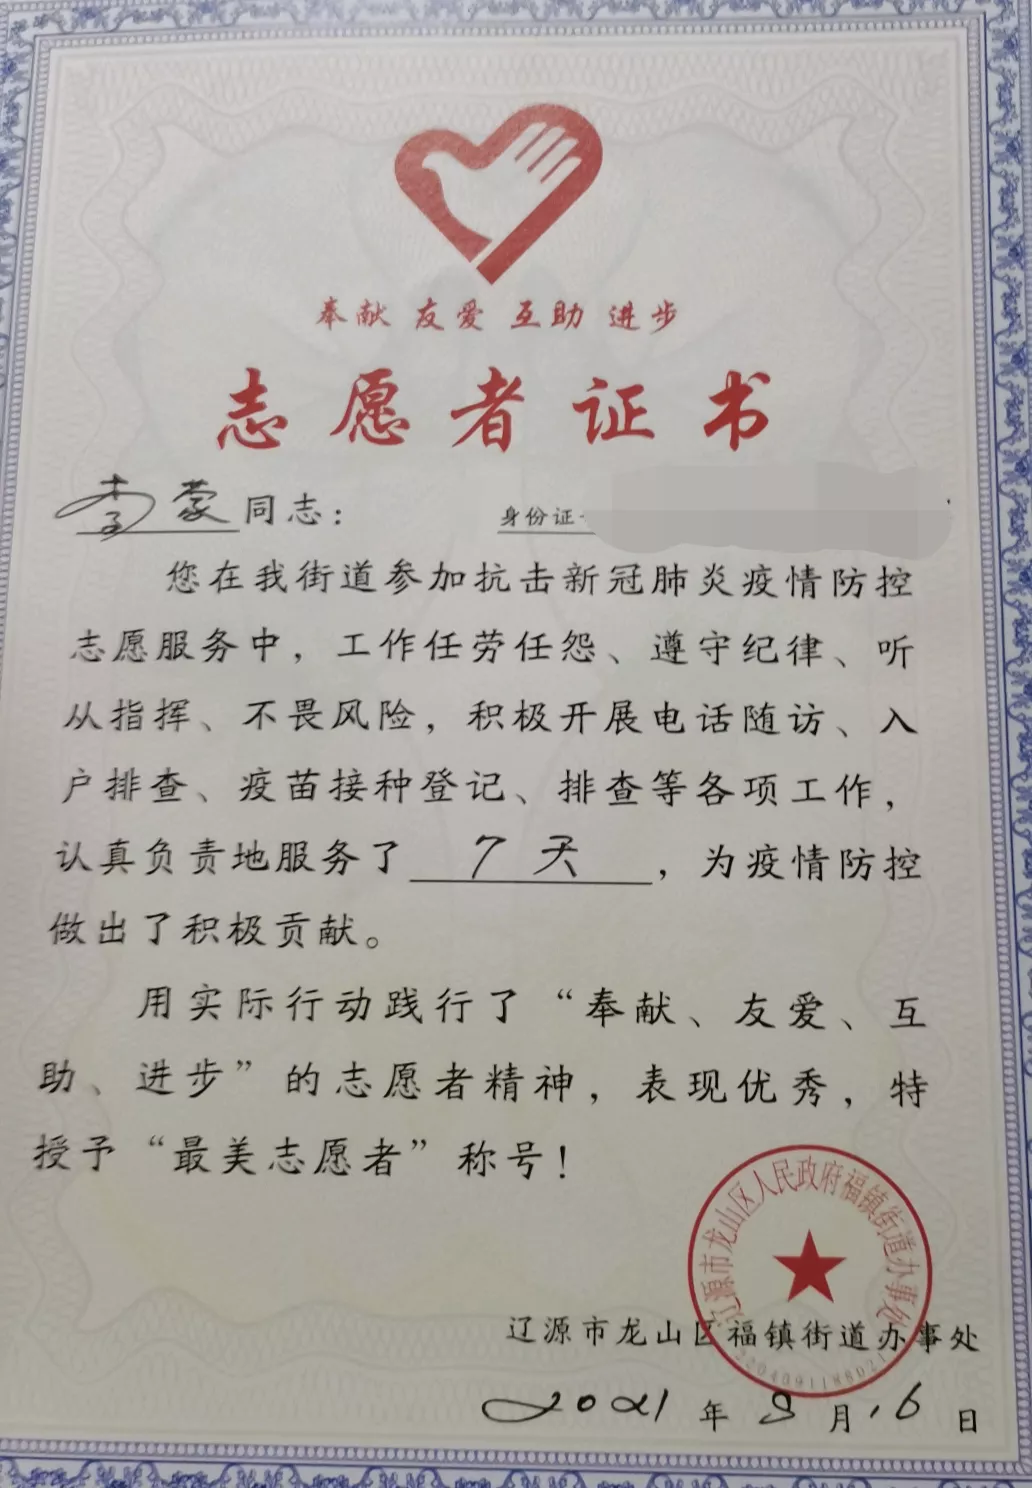 奉献 友爱 互助 进步
志愿者证书
李蒙同志： 身份证
您在我街道参加抗击新冠肺炎疫情防控
志愿服务中，工作任劳任怨、遵守纪律、听
从指挥、不畏风险，积极开展电话随访、入
户排查、疫苗接种登记、排查等各项工作，
认真负责地服务了 7天 ，为疫情防控
做出了积极贡献。
用实际行动践行了“奉献、友爱、互
助、进步”的志愿者精神，表现优秀，特
授予“最美志愿者”称号！
辽源市龙山区人民政府福镇街道办事处
辽源市龙山区福镇街道办事处
2021年8月16日